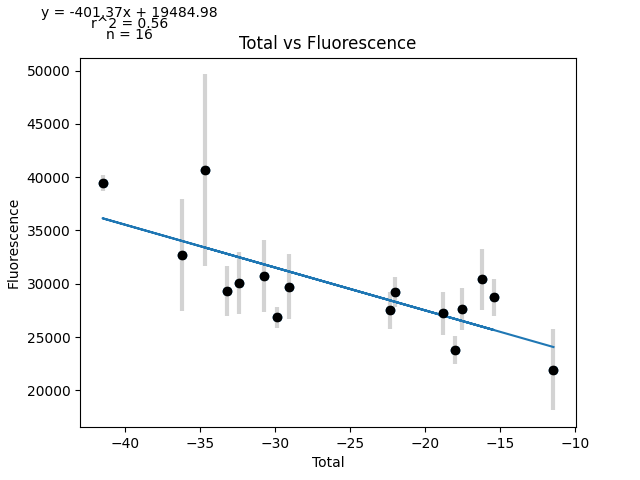 y = -401.37x + 19484.98
r^2 = 0.56
n = 16
Total vs Fluorescence
50000
45000
40000
35000
30000
25000
20000
Fluorescence
−40 −35 −30 −25 −20 −15 −10
Total